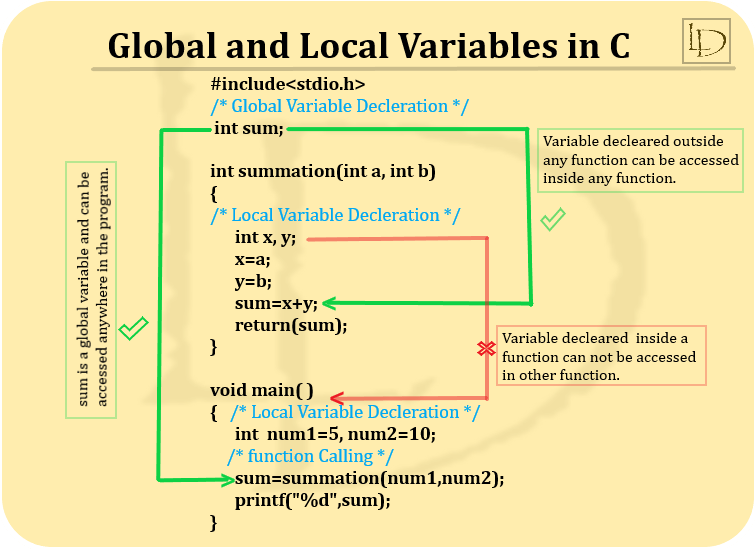 Global and Local Variables in C
LD
#include<stdio.h>
/* Global Variable Decleration */
int sum;
int summation(int a, int b)
{
/* Local Variable Decleration */
int x, y;
x=a;
y=b;
sum=x+y;
return(sum);
}
void main( )
{ /* Local Variable Decleration */
int num1=5, num2=10;
/* function Calling */
sum=summation(num1,num2);
printf("%d",sum);
}
sum is a global variable and can be
accessed anywhere in the program.
Variable decleared outside
any function can be accessed
inside any function.
Variable decleared inside a
function can not be accessed
in other function.